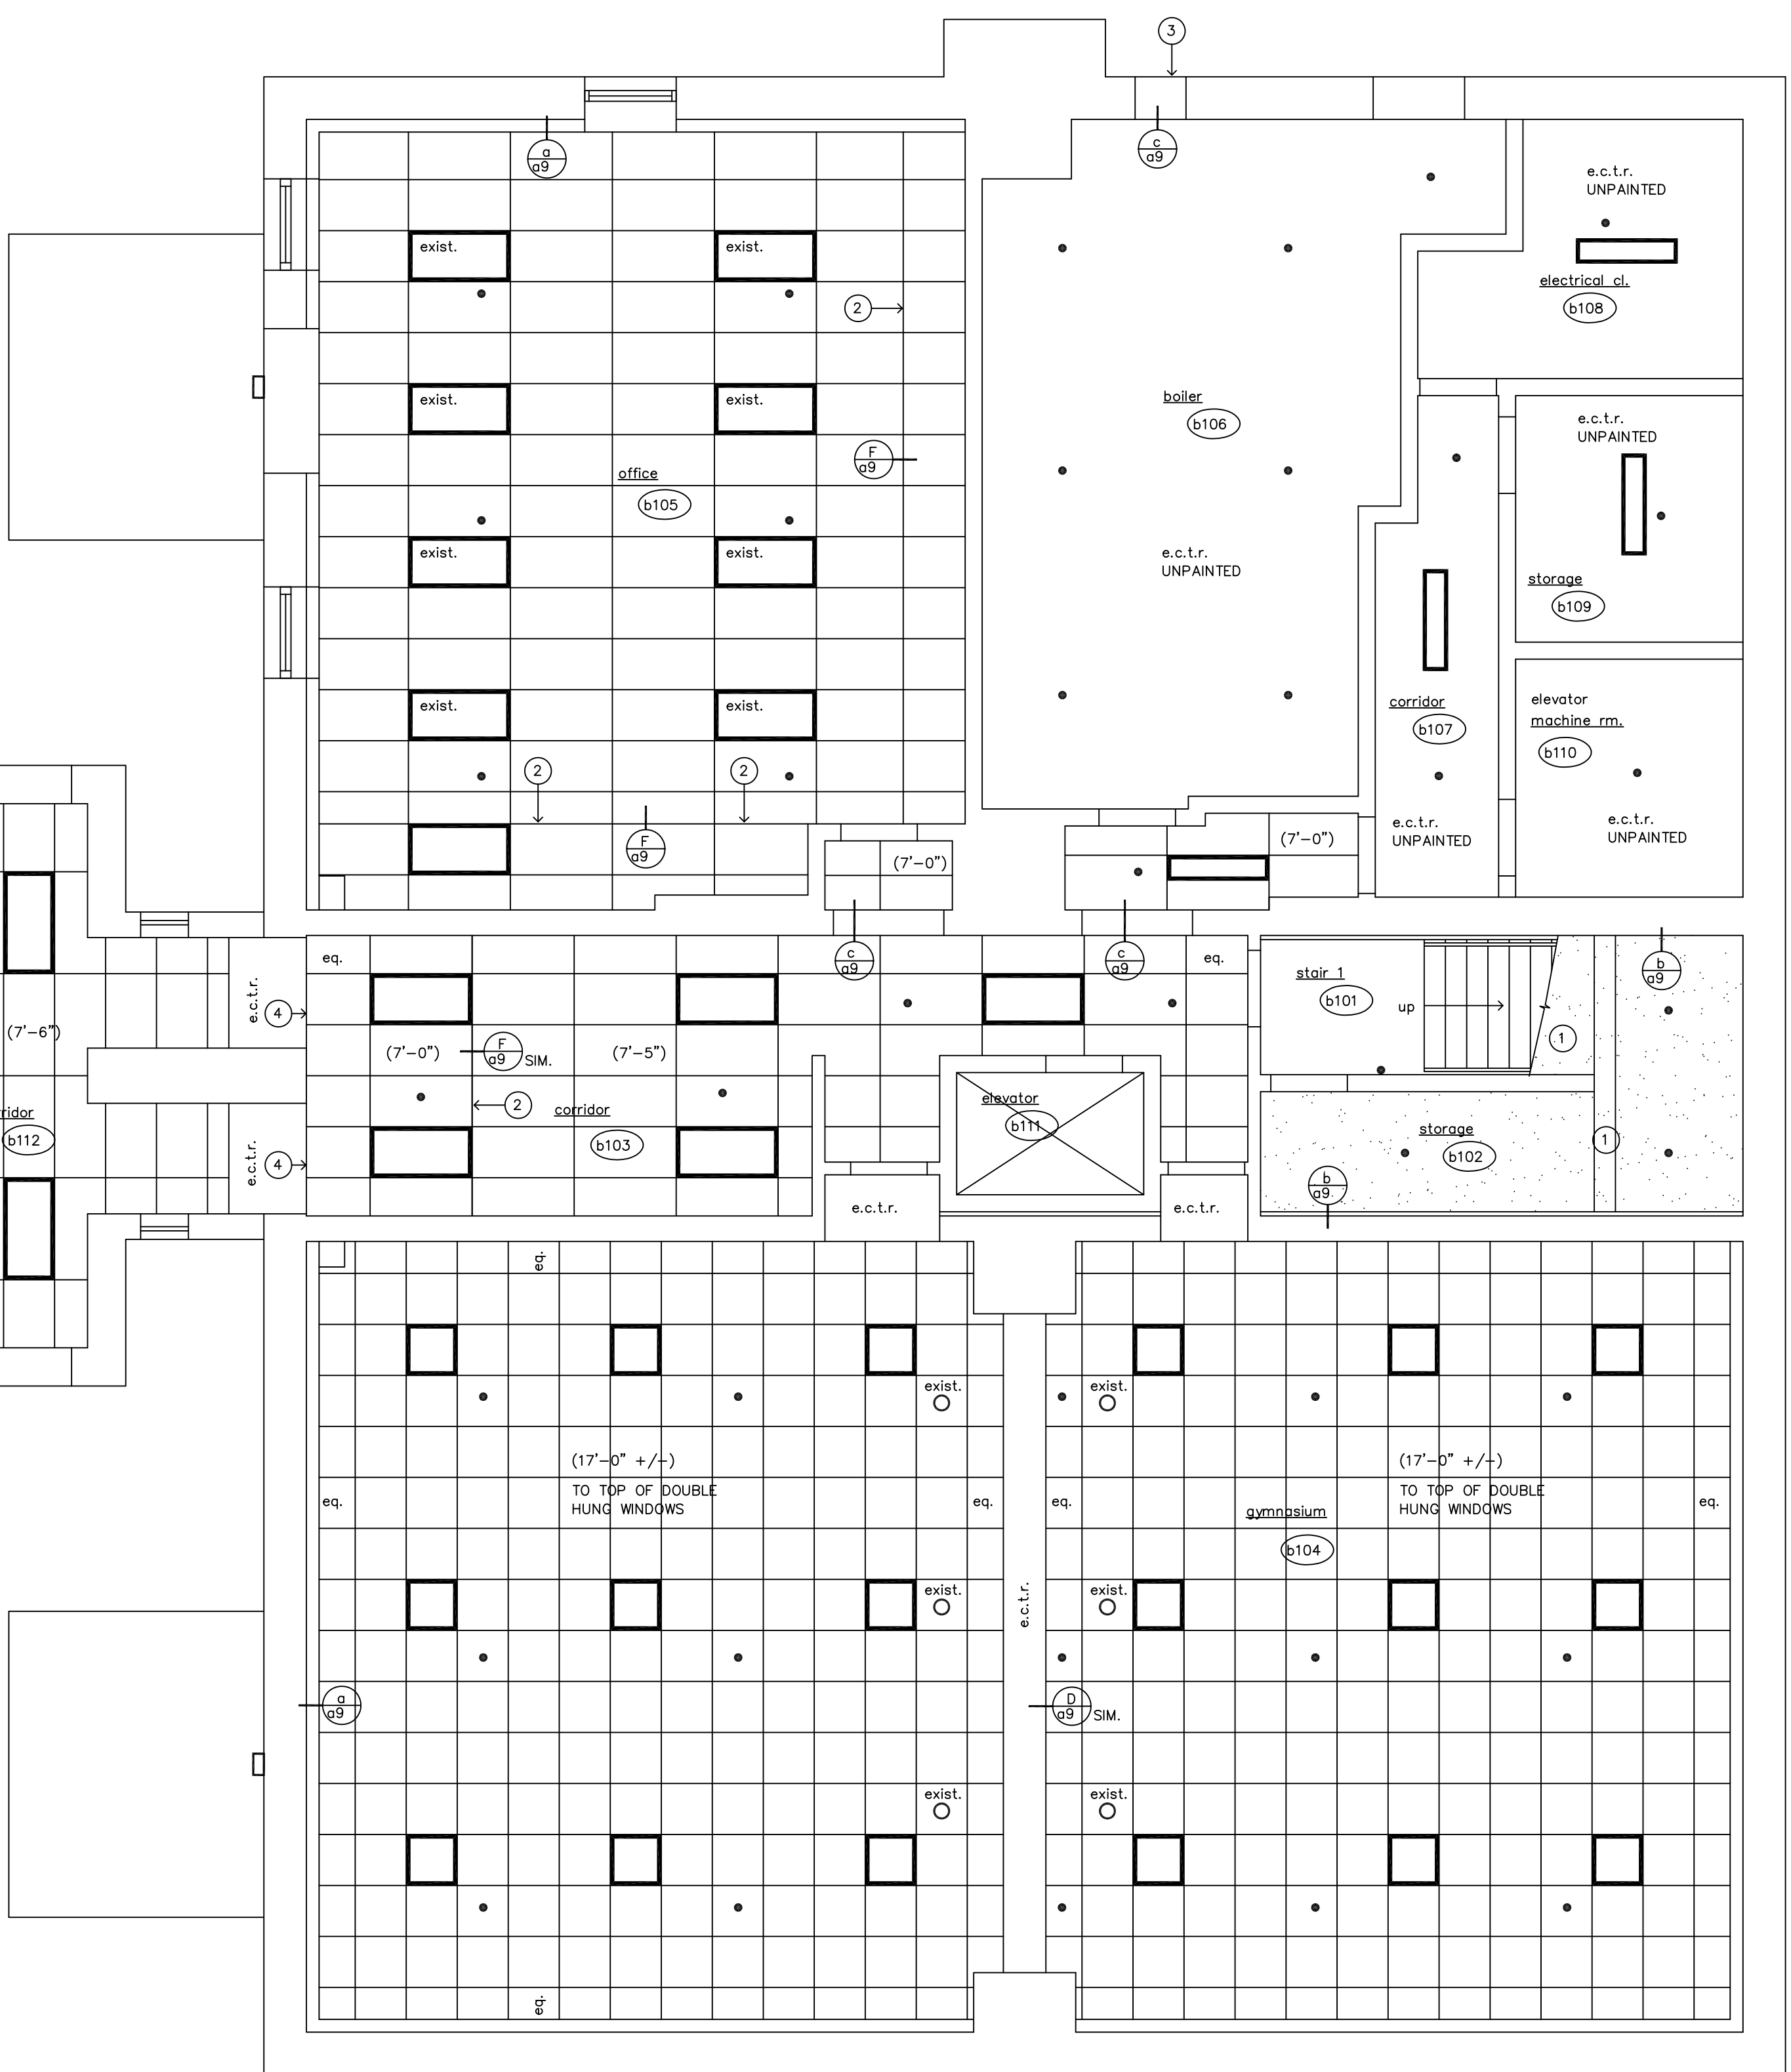 3
a
a9
c
a9
e.c.t.r.
UNPAINTED
exist.
exist.
electrical cl.
b108
2
exist.
exist.
boiler
b106
e.c.t.r.
UNPAINTED
F
a9
office
b105
exist.
exist.
e.c.t.r.
UNPAINTED
storage
b109
exist.
exist.
corridor
b107
elevator
machine rm.
b110
2
2
F
a9
(7'-0")
(7'-0")
e.c.t.r.
UNPAINTED
e.c.t.r.
UNPAINTED
eq.
c
a9
c
a9
eq.
stair 1
b101
b
a9
e.c.t.r.
4
up
(7'-6")
(7'-0")
F
a9
SIM.
(7'-5")
1
2
corridor
b103
elevator
b111
ridor
b112
storage
b102
1
e.c.t.r.
4
b
a9
e.c.t.r.
e.c.t.r.
eq.
exist.
exist.
(17'-0" +/-)
TO TOP OF DOUBLE
HUNG WINDOWS
(17'-0" +/-)
TO TOP OF DOUBLE
HUNG WINDOWS
eq.
eq.
eq.
eq.
gymnasium
b104
exist.
exist.
e.c.t.r.
a
a9
D
a9
SIM.
exist.
exist.
eq.